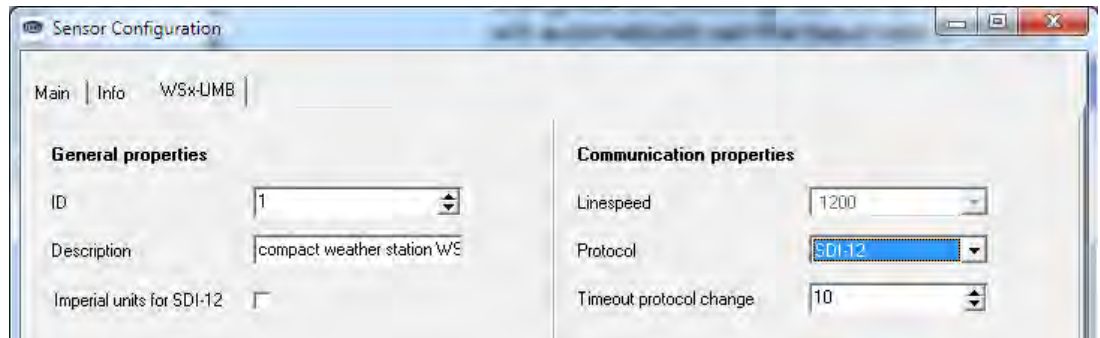 Sensor Configuration
Main Info WSx-UMB
General properties
ID 1
Description compact weather station WS
Imperial units for SDI-12
Communication properties
Linespeed 1200
Protocol SDI-12
Timeout protocol change 10